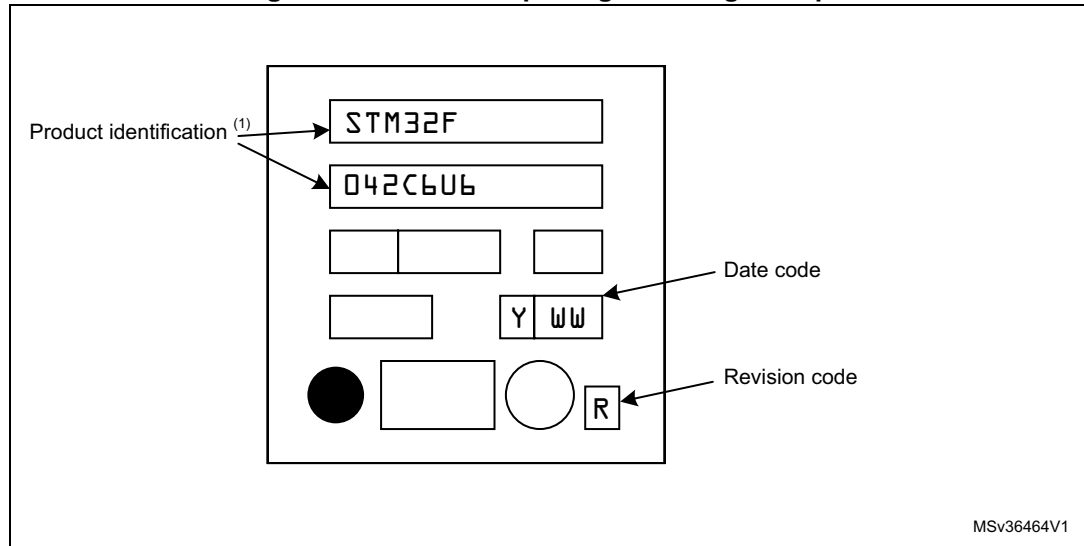 STM32F
Product identification (1)
042C6U6
Date code
Y WW
Revision code
R
MSv36464V1